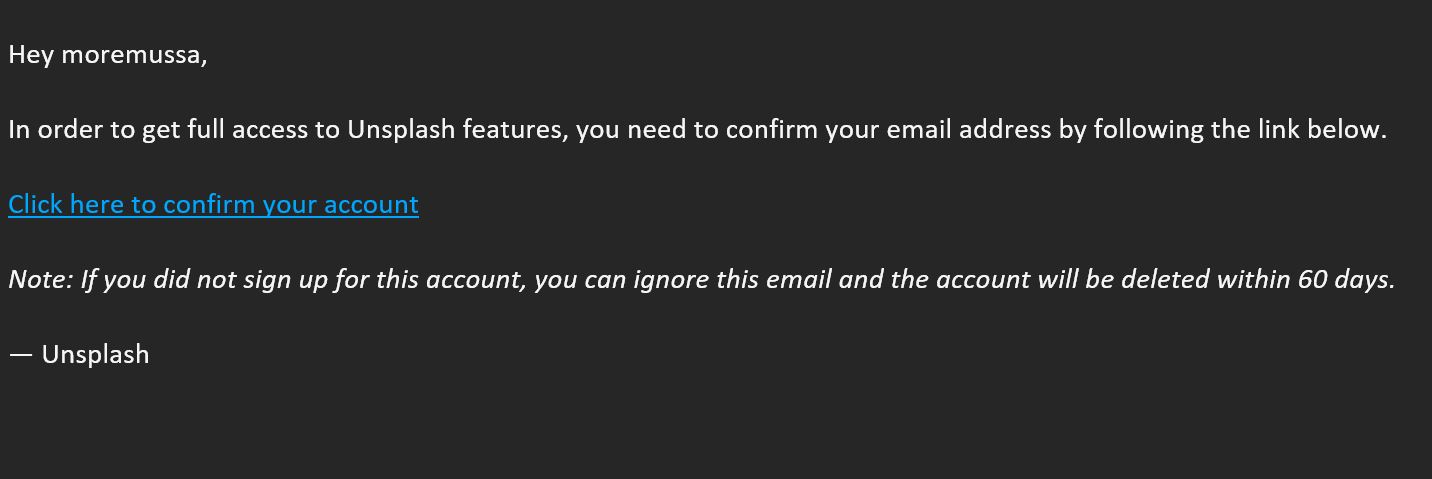 Hey moremussa,
In order to get full access to Unsplash features, you need to confirm your email address by following the link below.
Click here to confirm your account
Note: If you did not sign up for this account, you can ignore this email and the account will be deleted within 60 days.
— Unsplash